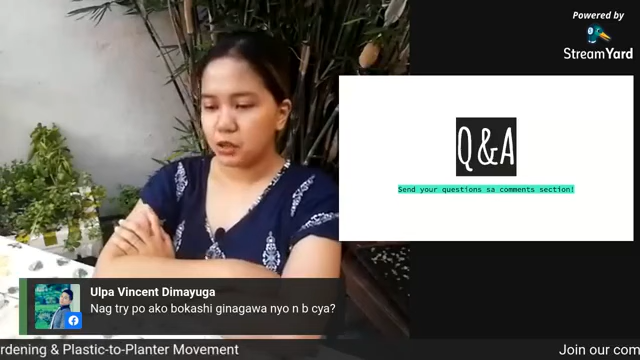 Powered by
StreamYard
Q&A
Send your questions sa comments section!
Ulpa Vincent Dimayuga
Nag try po ako bokashi ginagawa nyo n b cya?
rdening & Plastic-to-Planter Movement
Join our com